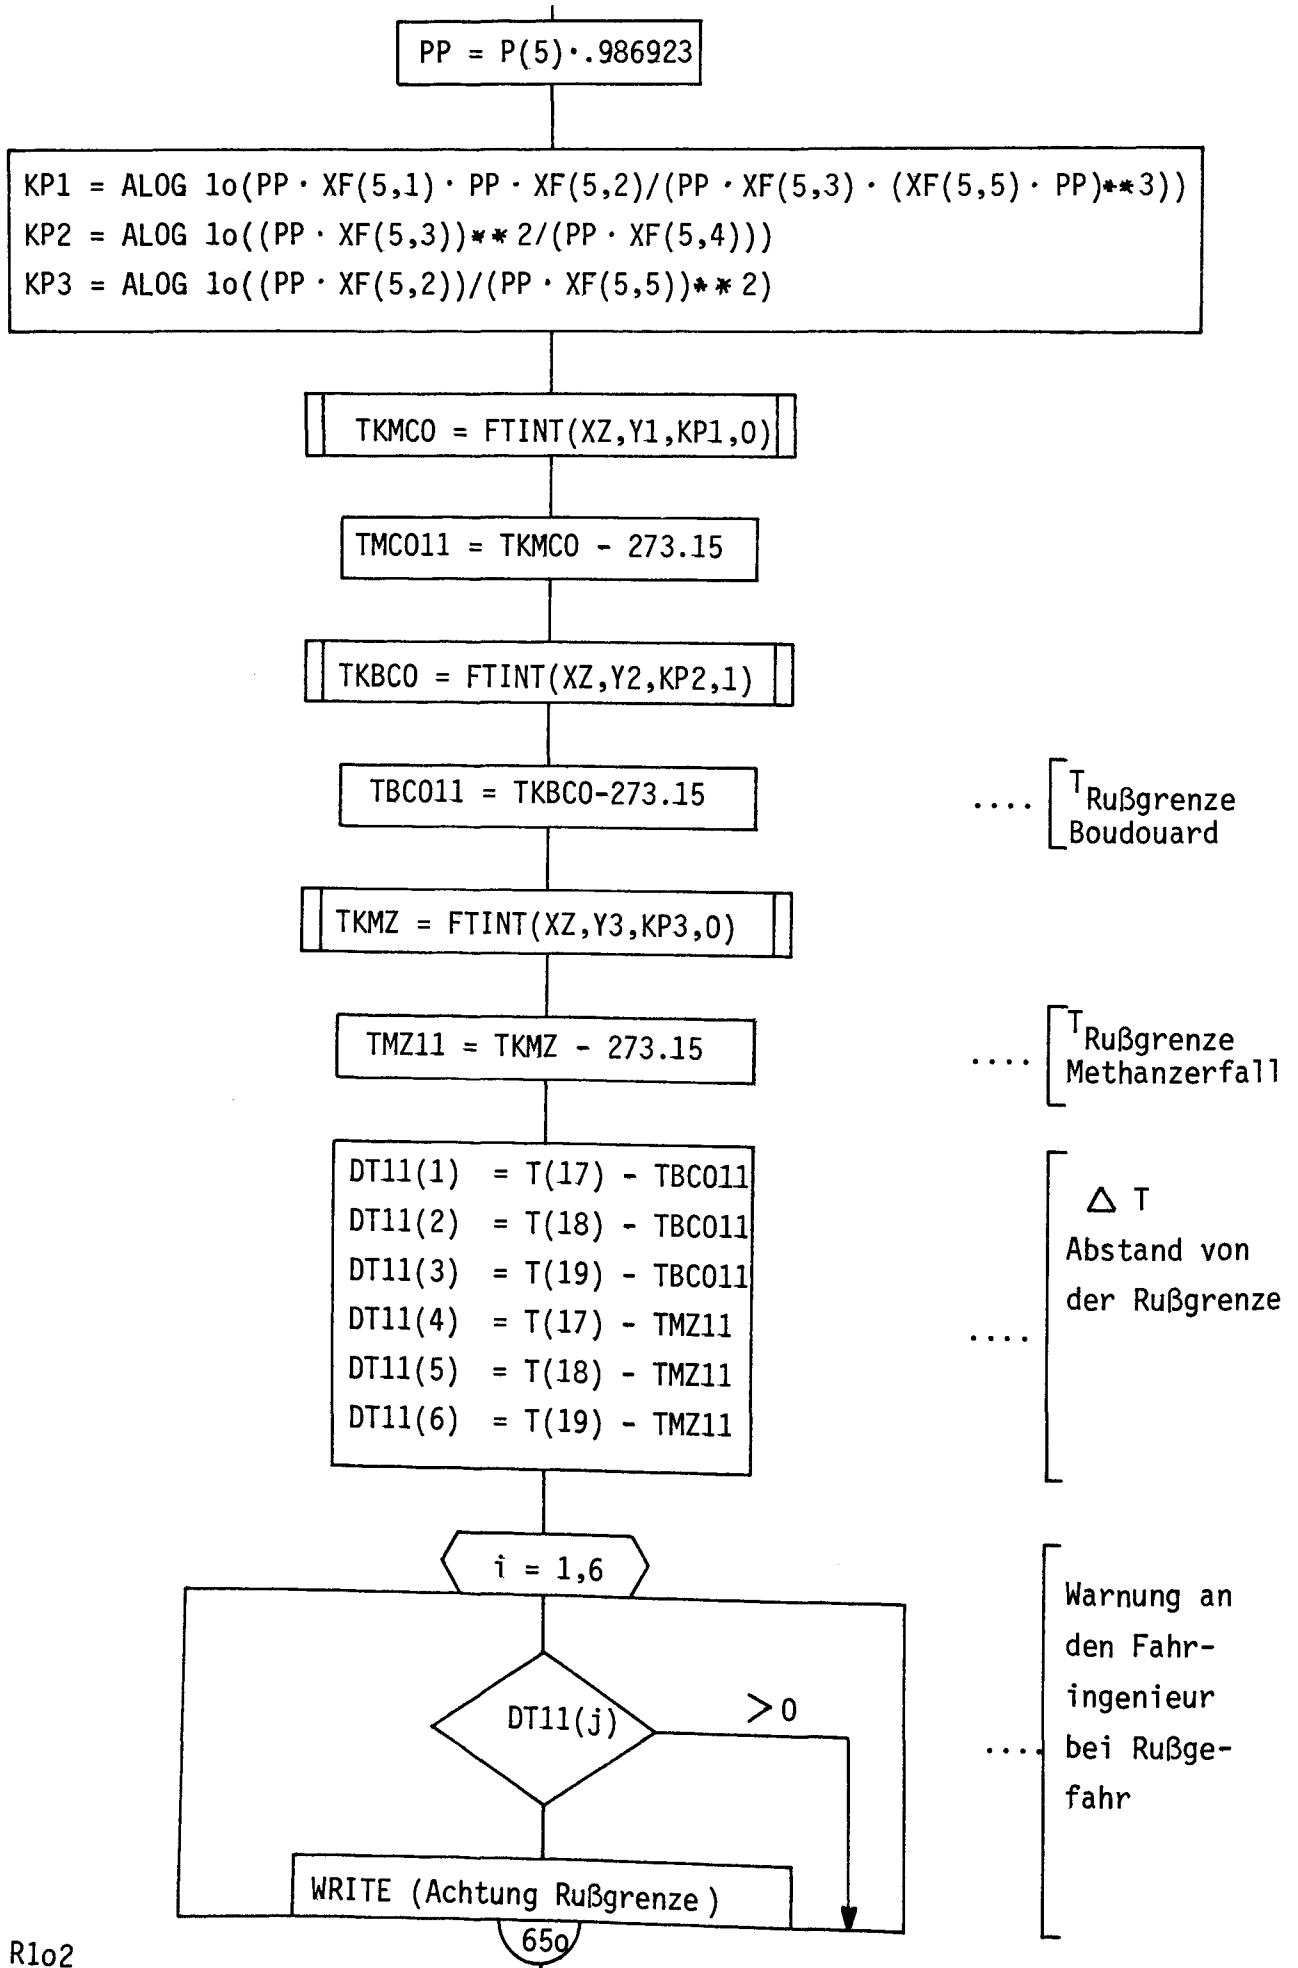 PP = P(5)·.986923
KP1 = ALOG lo(PP · XF(5,1) · PP · XF(5,2)/(PP · XF(5,3) · (XF(5,5) · PP)**3))
KP2 = ALOG lo((PP · XF(5,3))** 2/(PP · XF(5,4)))
KP3 = ALOG lo((PP · XF(5,2))/(PP · XF(5,5))** 2)
TKMCO = FTINT(XZ,Y1,KP1,0)
TMCO11 = TKMCO - 273.15
TKBCO = FTINT(XZ,Y2,KP2,1)
TBCO11 = TKBCO-273.15
.... T Rußgrenze
Boudouard
TKMZ = FTINT(XZ,Y3,KP3,0)
TMZ11 = TKMZ - 273.15
.... T Rußgrenze
Methanzerfall
DT11(1) = T(17) - TBCO11
DT11(2) = T(18) - TBCO11
DT11(3) = T(19) - TBCO11
DT11(4) = T(17) - TMZ11
DT11(5) = T(18) - TMZ11
DT11(6) = T(19) - TMZ11
....
△ T
Abstand von
der Rußgrenze
i = 1,6
DT11(j)
>0
WRITE (Achtung Rußgrenze)
65o
....
Warnung an
den Fahr-
ingenieur
bei Rußge-
fahr
Rlo2